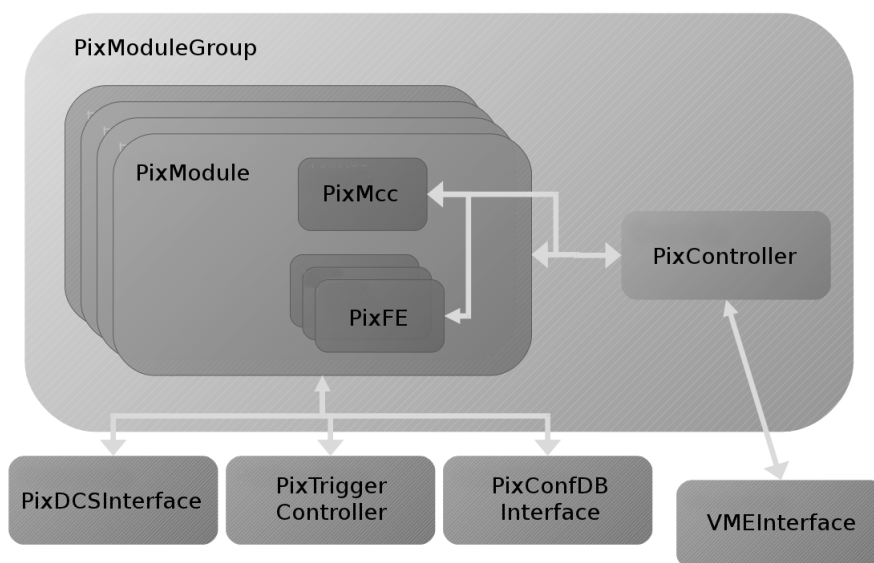 PixModuleGroup
PixModule
PixMcc
PixController
PixFE
PixDCSInterface
PixTrigger
Controller
PixConfDB
Interface
VMEInterface